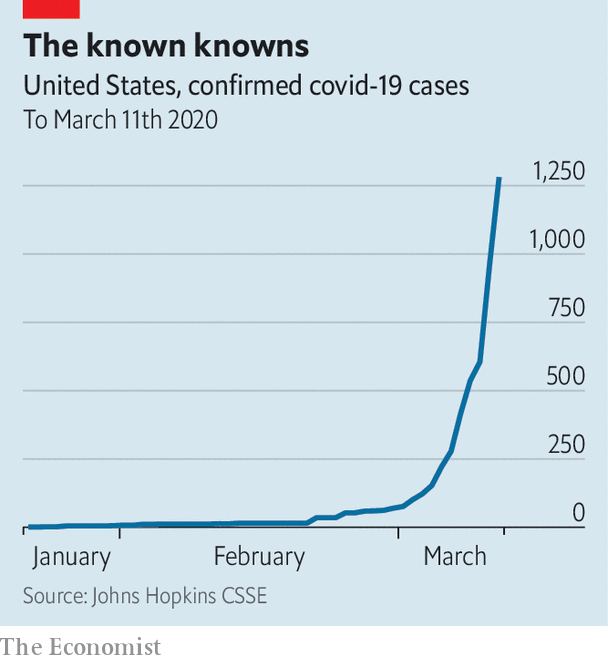 The known knowns
United States, confirmed covid-19 cases
To March 11th 2020
1,250
1,000
750
500
250
0
January February March
Source: Johns Hopkins CSSE
The Economist